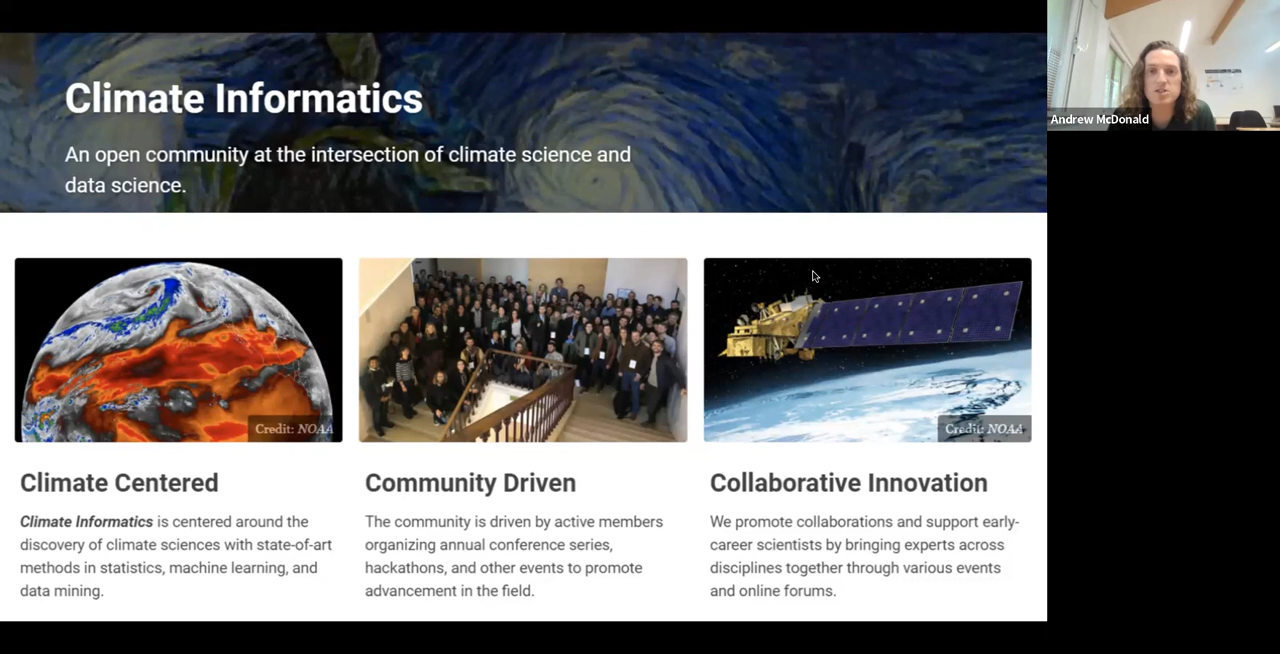 Climate Informatics
An open community at the intersection of climate science and
data science.
Andrew McDonald
Credit: NOAA
Credit: NOAA
Climate Centered
Climate Informatics is centered around the
discovery of climate sciences with state-of-art
methods in statistics, machine learning, and
data mining.
Community Driven
The community is driven by active members
organizing annual conference series,
hackathons, and other events to promote
advancement in the field.
Collaborative Innovation
We promote collaborations and support early-
career scientists by bringing experts across
disciplines together through various events
and online forums.